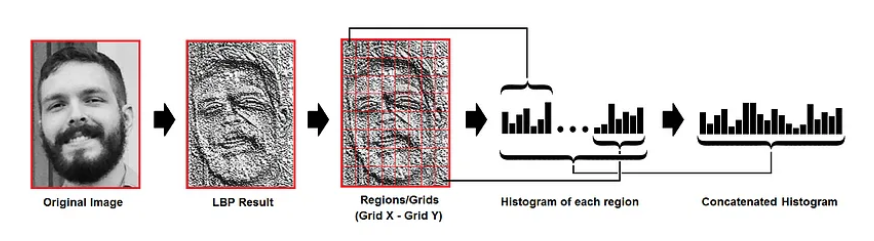 Original Image
LBP Result
Regions/Grids
(Grid X - Grid Y)
Histogram of each region
Concatenated Histogram